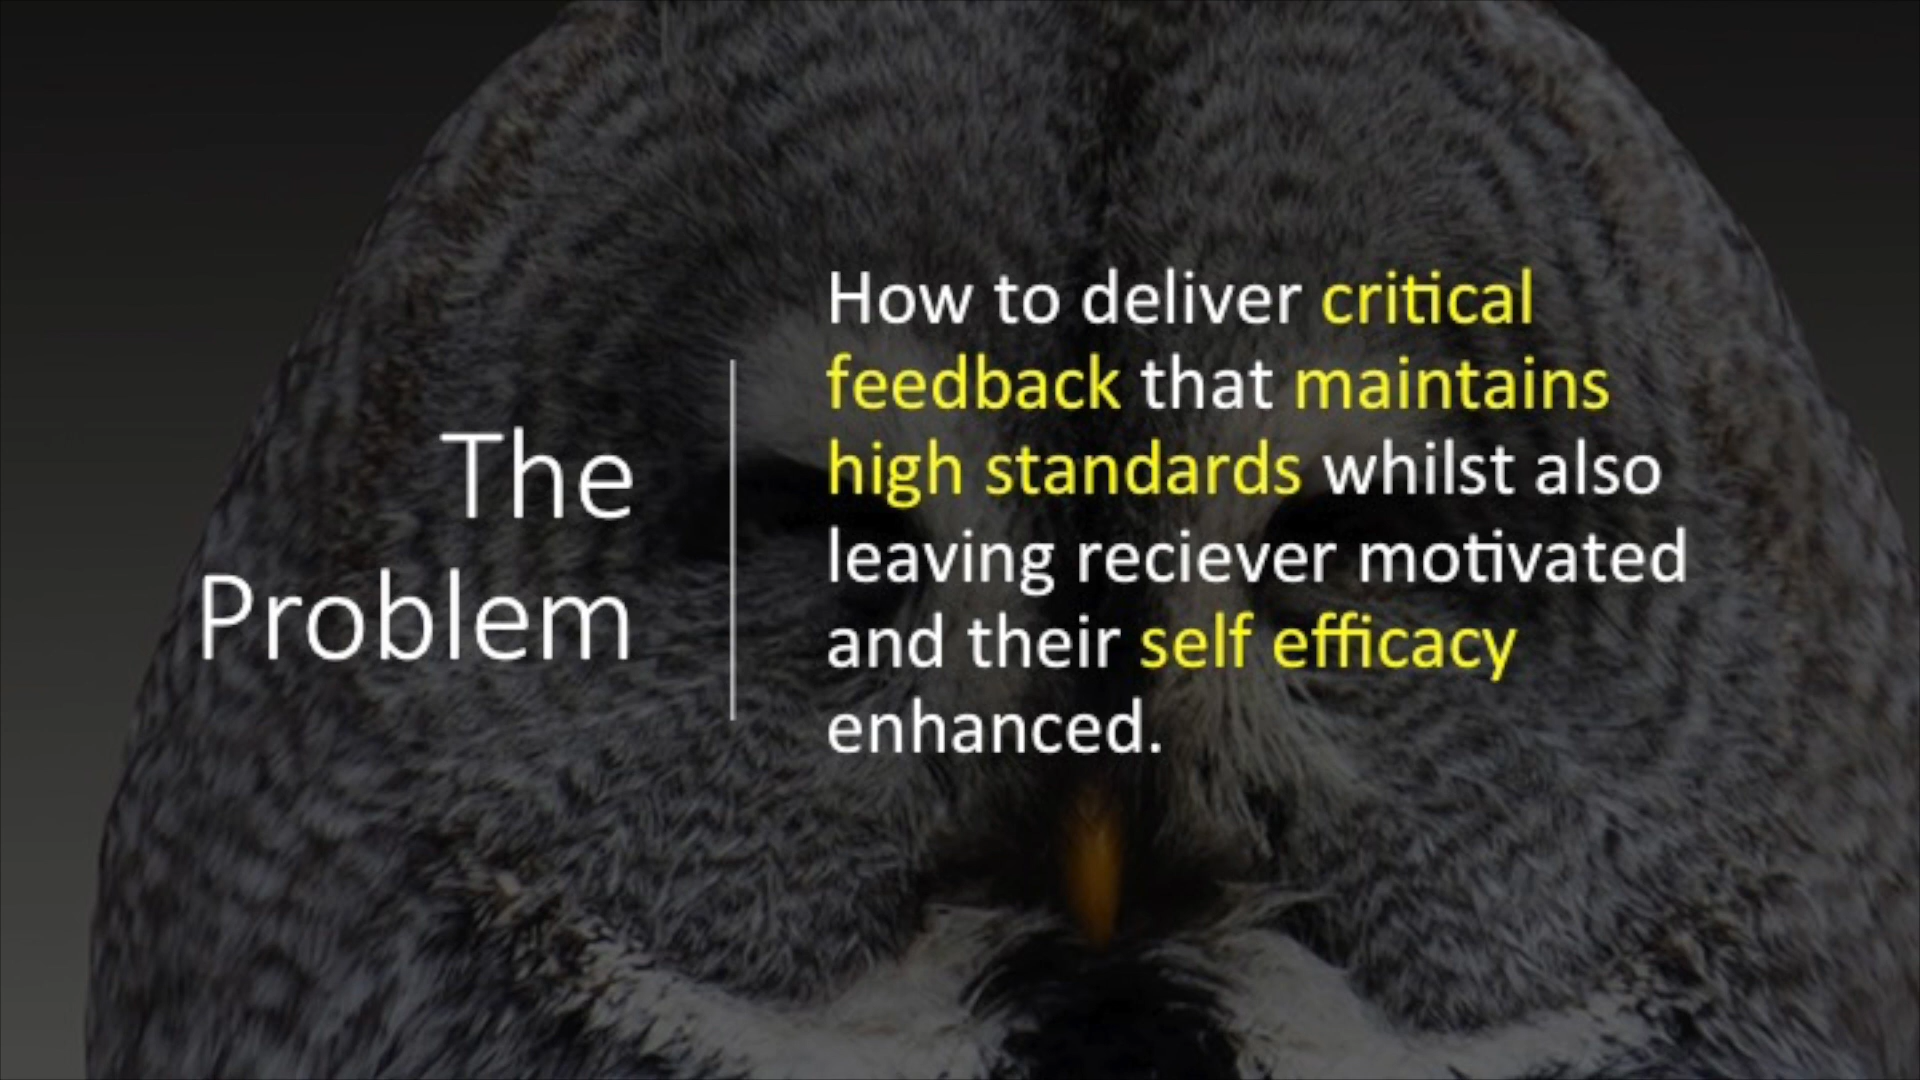 The
Problem
How to deliver critical
feedback that maintains
high standards whilst also
leaving reciever motivated
and their self efficacy
enhanced.